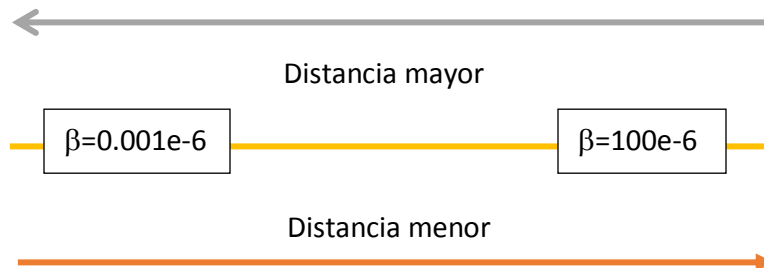 Distancia mayor
β=0.001e-6
β=100e-6
Distancia menor